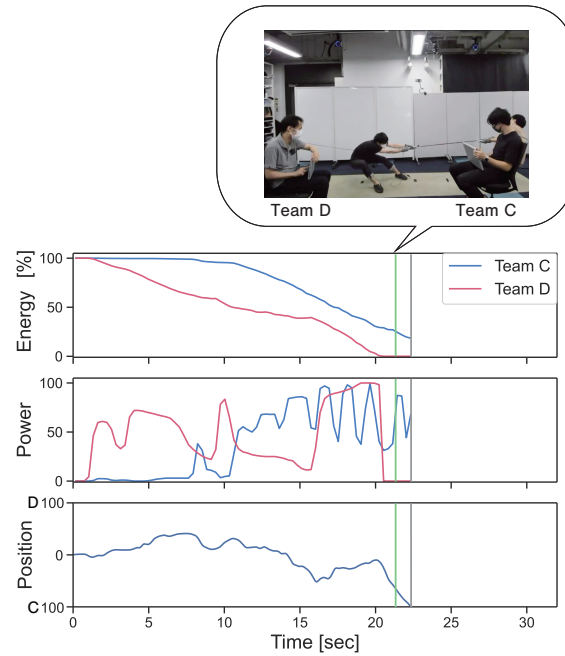 Team D
Team C
Energy [%]
100
50
0
Team C
Team D
Power
100
50
0
Position
D 100
0
C 100
0
5
10
15
20
25
30
Time [sec]